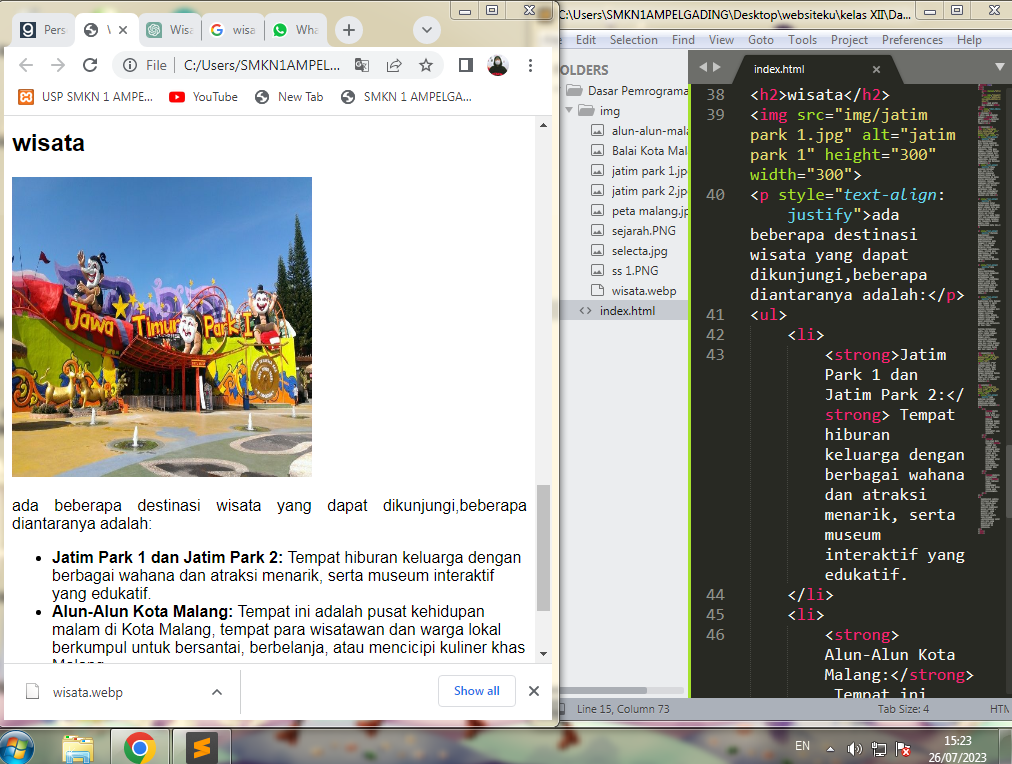 Pers
W
Wisa
wisa
Wha
File
C:/Users/SMKN1AMPEL...
USP SMKN 1 AMPE...
YouTube
New Tab
SMKN 1 AMPELGA...
wisata
Jawa Timur Park I
ada beberapa destinasi wisata yang dapat dikunjungi,beberapa
diantaranya adalah:
Jatim Park 1 dan Jatim Park 2: Tempat hiburan keluarga dengan
berbagai wahana dan atraksi menarik, serta museum interaktif
yang edukatif.
Alun-Alun Kota Malang: Tempat ini adalah pusat kehidupan
malam di Kota Malang, tempat para wisatawan dan warga lokal
berkumpul untuk bersantai, berbelanja, atau mencicipi kuliner khas
Malang
wisata.webp
Show all
C:\Users\SMKN1AMPELGADING\Desktop\websiteku\kelas XII\Da...
Edit Selection Find View Goto Tools Project Preferences Help
OLDERS
Dasar Pemrograma
img
alun-alun-mala
Balai Kota Mal
jatim park 1.jp
jatim park 2.jp
peta malang.jp
sejarah.PNG
selecta.jpg
ss 1.PNG
wisata.webp
index.html
index.html
38 <h2>wisata</h2>
39 <img src="img/jatim
park 1.jpg" alt="jatim
park 1" height="300"
width="300">
40 <p style="text-align:
justify">ada
beberapa destinasi
wisata yang dapat
dikunjungi,beberapa
diantaranya adalah:</p>
41 <ul>
42 <li>
43 <strong>Jatim
Park 1 dan
Jatim Park 2:</
strong> Tempat
hiburan
keluarga dengan
berbagai wahana
dan atraksi
menarik, serta
museum
interaktif yang
edukatif.
44 </li>
45 <li>
46 <strong>
Alun-Alun Kota
Malang:</strong>
Tempat ini
Line 15, Column 73
Tab Size: 4
HTM
EN
15:23
26/07/2023